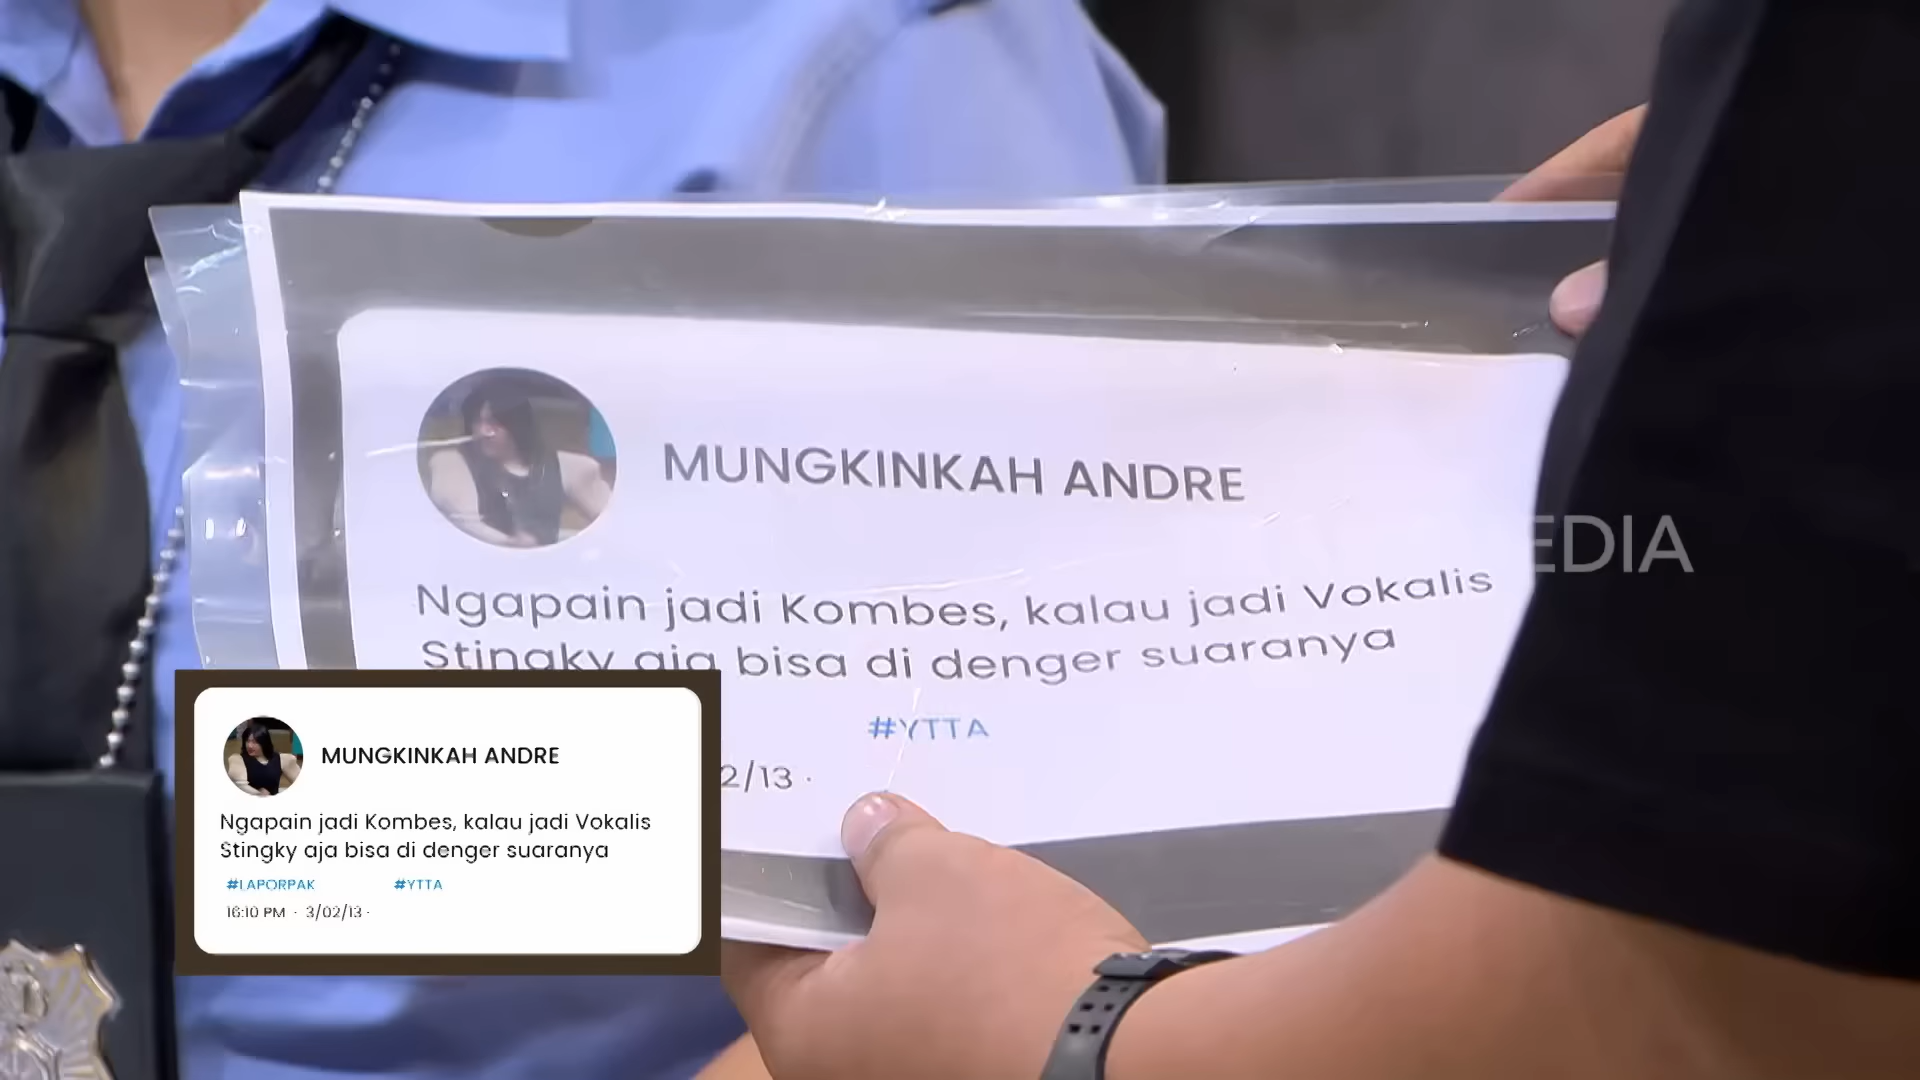 MUNGKINKAH ANDRE
Ngapain jadi Kombes, kalau jadi Vokalis
Stingky aja bisa di denger suaranya
#YTTA
2/13 ·
EDIA
MUNGKINKAH ANDRE
Ngapain jadi Kombes, kalau jadi Vokalis
Stingky aja bisa di denger suaranya
#LAPORPAK #YTTA
16:10 PM · 3/02/13 ·